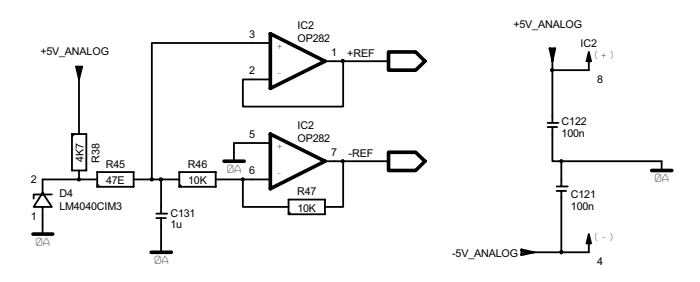 IC2
OP282
3
+
1
+REF
2
-
+5V_ANALOG
4K7
R38
IC2
OP282
5
+
7
-REF
ØA
6
-
R45
47E
R46
10K
R47
10K
2
D4
LM4040CIM3
1
ØA
C131
1u
ØA
+5V_ANALOG
IC2
(+)
8
C122
100n
ØA
C121
100n
-5V_ANALOG
(-)
4